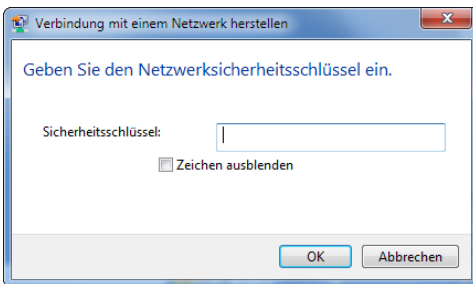 Verbindung mit einem Netzwerk herstellen
Geben Sie den Netzwerksicherheitsschlüssel ein.
Sicherheitsschlüssel:
Zeichen ausblenden
OK Abbrechen